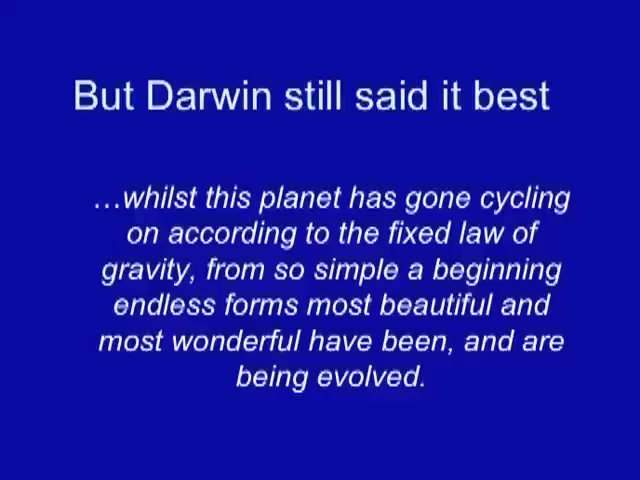 But Darwin still said it best
…whilst this planet has gone cycling
on according to the fixed law of
gravity, from so simple a beginning
endless forms most beautiful and
most wonderful have been, and are
being evolved.